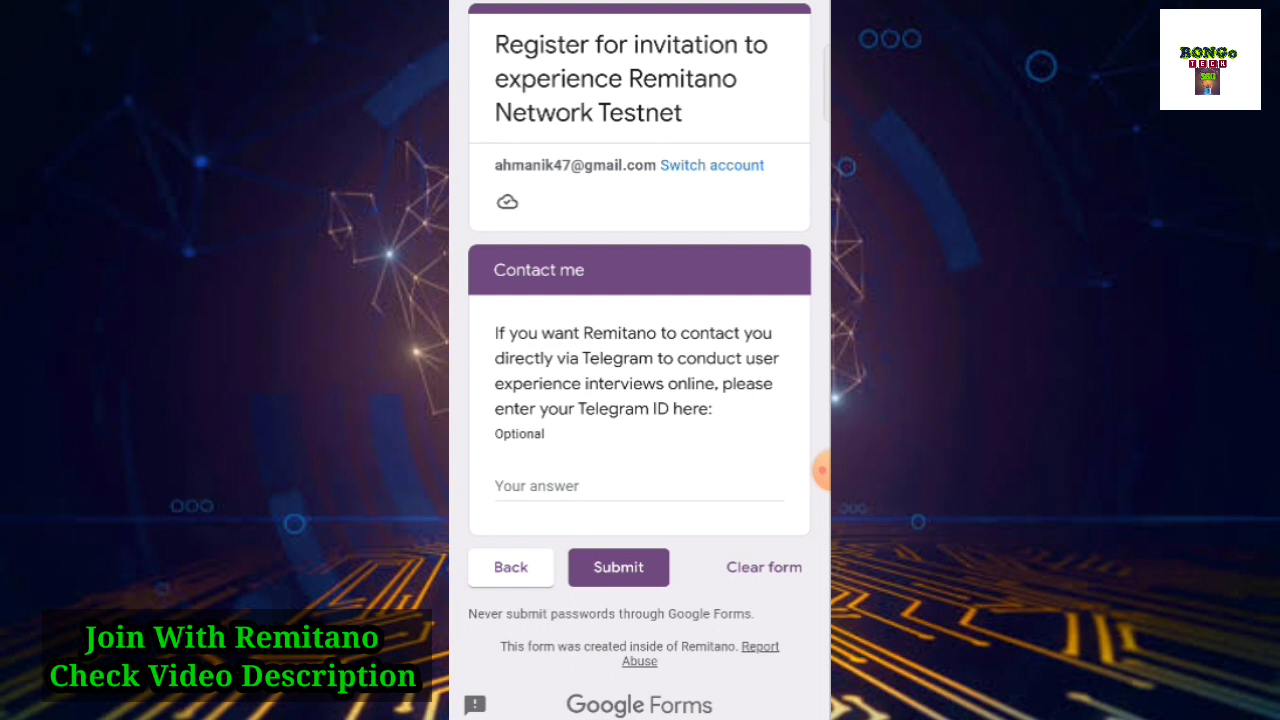 Register for invitation to
experience Remitano
Network Testnet
ahmanik47@gmail.com Switch account
Contact me
If you want Remitano to contact you
directly via Telegram to conduct user
experience interviews online, please
enter your Telegram ID here:
Optional
Your answer
Back Submit Clear form
Never submit passwords through Google Forms.
This form was created inside of Remitano. Report
Abuse
Google Forms
Join With Remitano
Check Video Description
BONGo
TECH